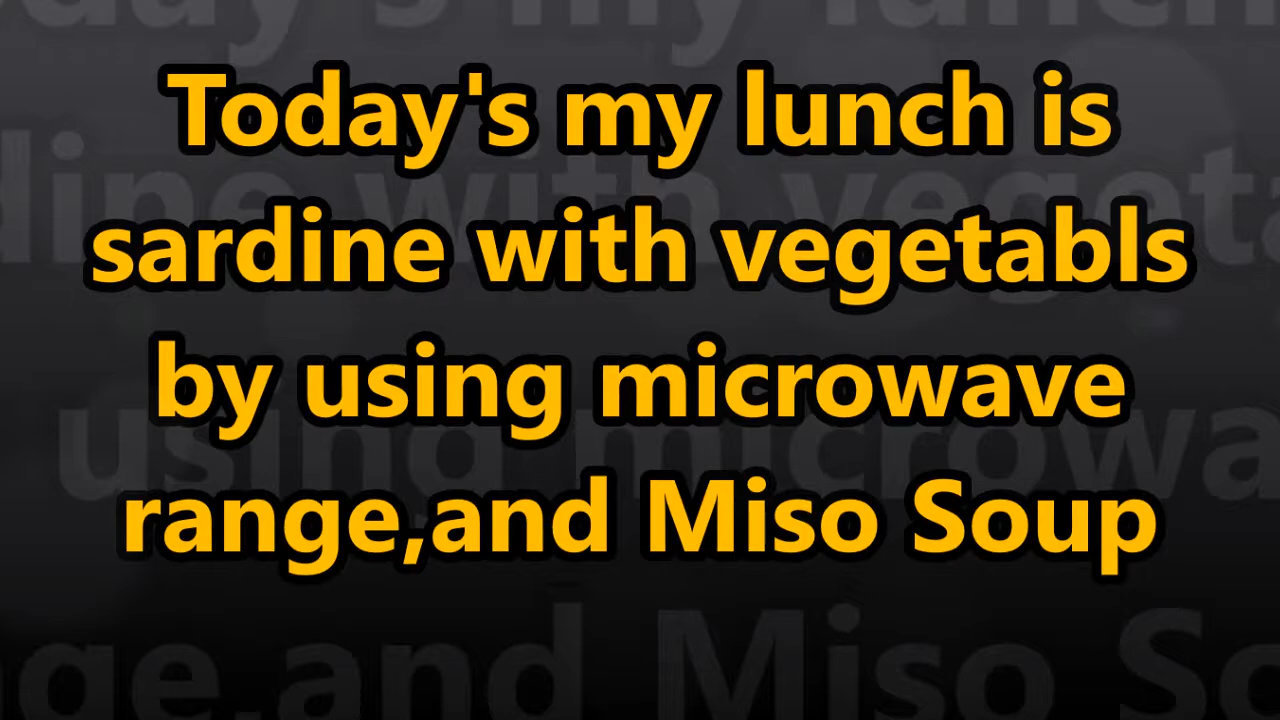 Today's my lunch is
sardine with vegetabls
by using microwave
range,and Miso Soup